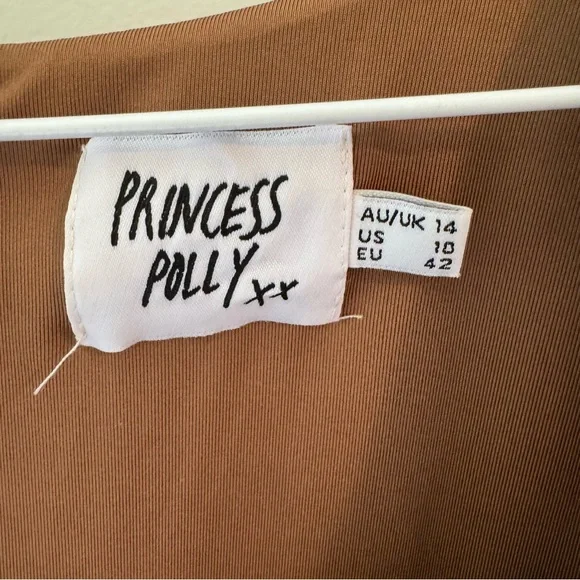 PRINCESS
POLLY xx
AU/UK 14
US 10
EU 42